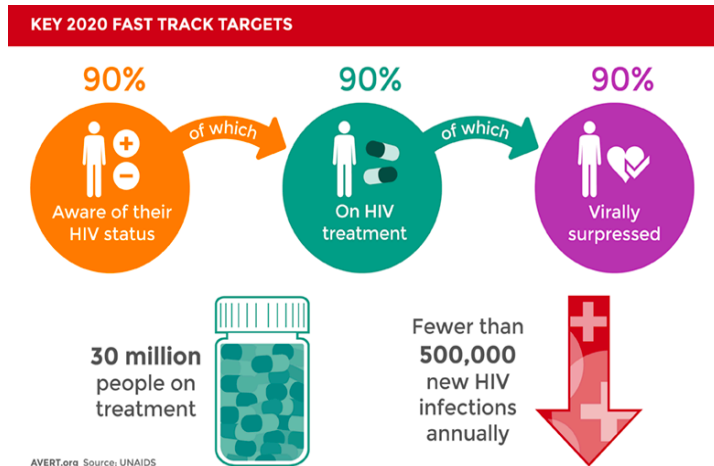 KEY 2020 FAST TRACK TARGETS
90%
90%
90%
of which
of which
Aware of their
HIV status
On HIV
treatment
Virally
surpressed
30 million
people on
treatment
Fewer than
500,000
new HIV
infections
annually
AVERT.org Source: UNAIDS